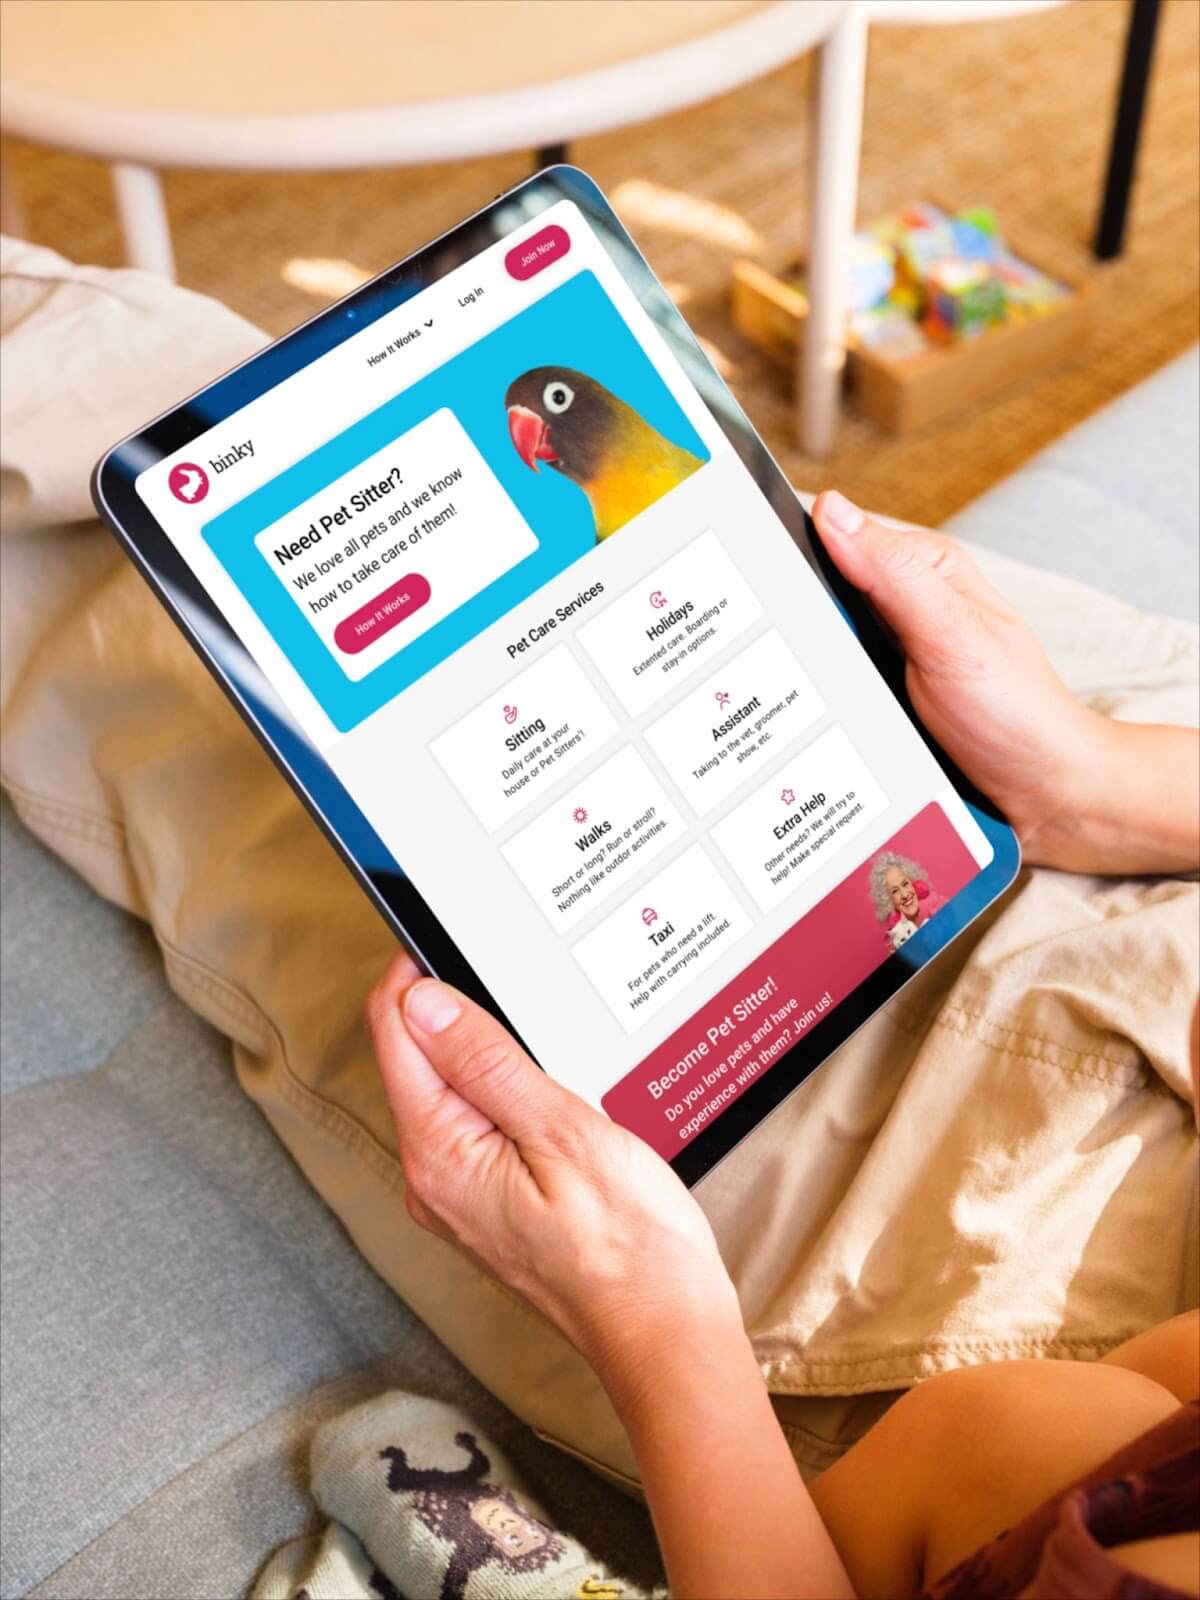 binky
How It Works
Log In
Join Now
Need Pet Sitter?
We love all pets and we know
how to take care of them!
How It Works
Pet Care Services
Sitting
Daily care at your
house or Pet Sitters'!
Holidays
Extented care. Boarding or
stay-in options.
Walks
Short or long? Run or stroll?
Nothing like outdor activities.
Assistant
Taking to the vet, groomer, pet
show, etc.
Taxi
For pets who need a lift.
Help with carrying included.
Extra Help
Other needs? We will try to
help! Make special request.
Become Pet Sitter!
Do you love pets and have
experience with them? Join us!